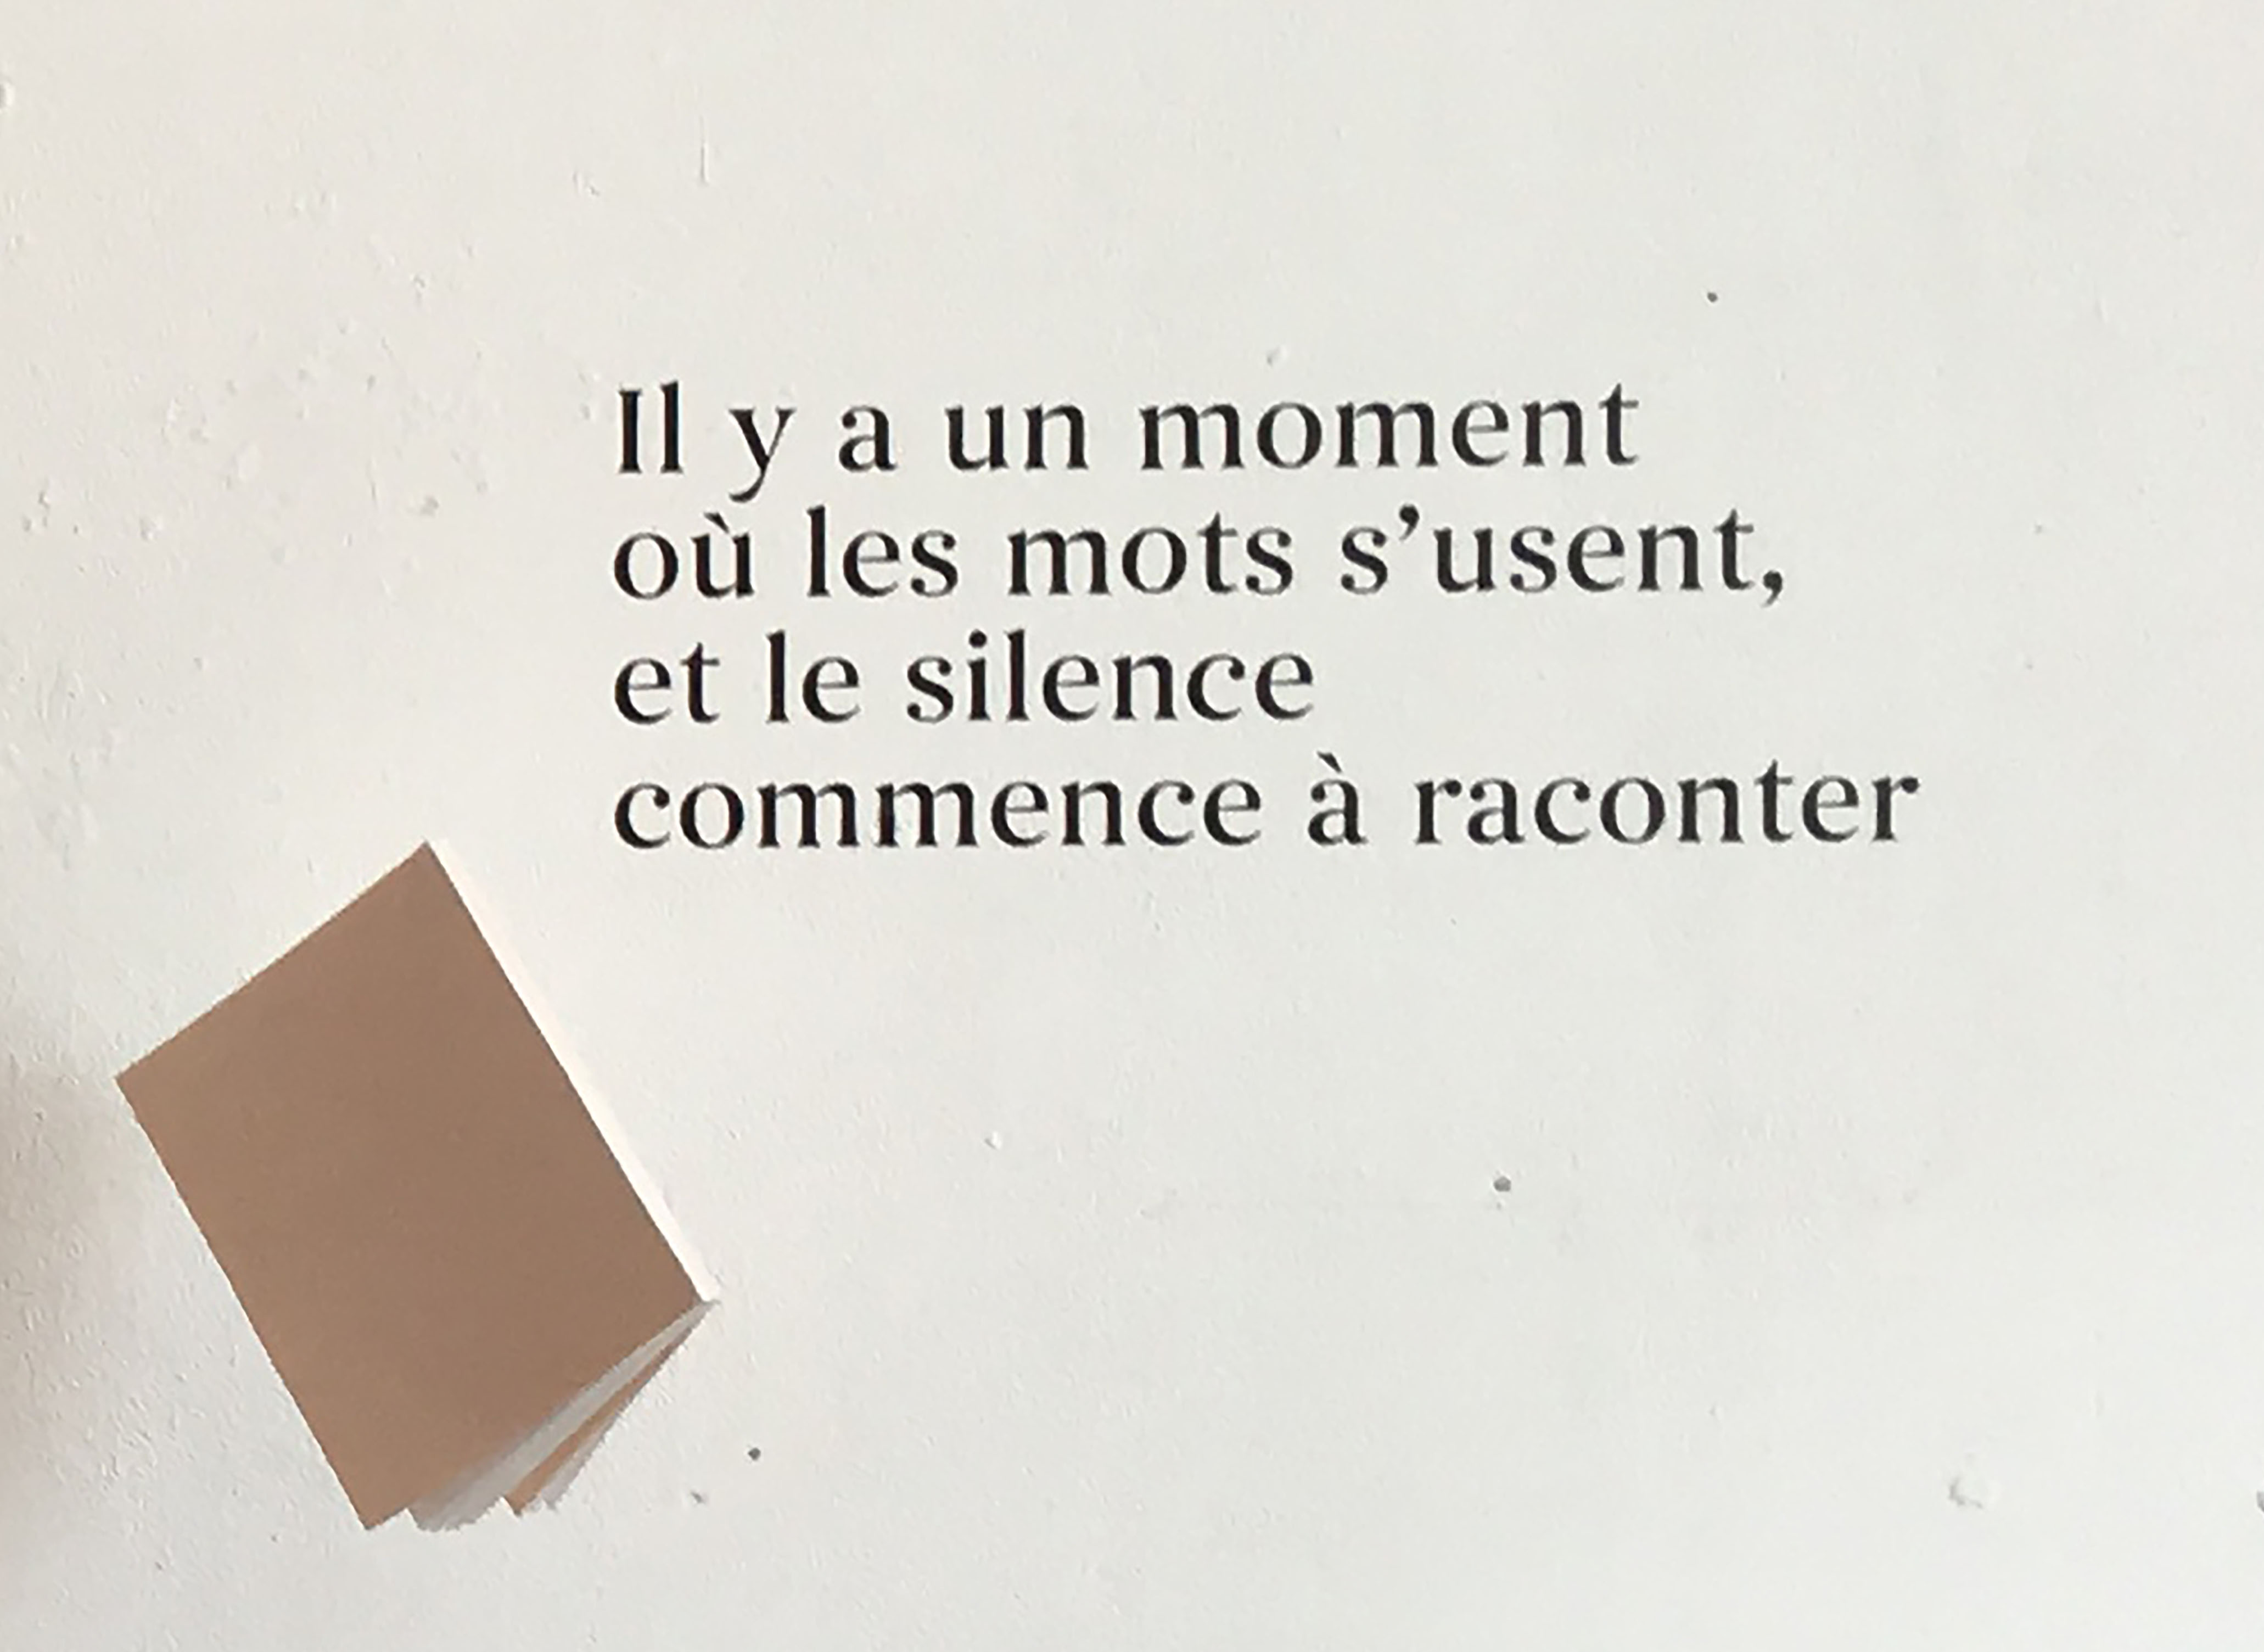 Il y a un moment
où les mots s’usent,
et le silence
commence à raconter